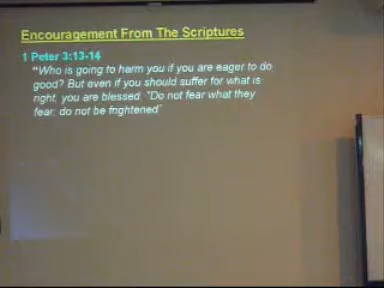 Encouragement From The Scriptures
1 Peter 3:13-14
"Who is going to harm you if you are eager to do
good? But even if you should suffer for what is
right, you are blessed. "Do not fear what they
fear; do not be frightened"